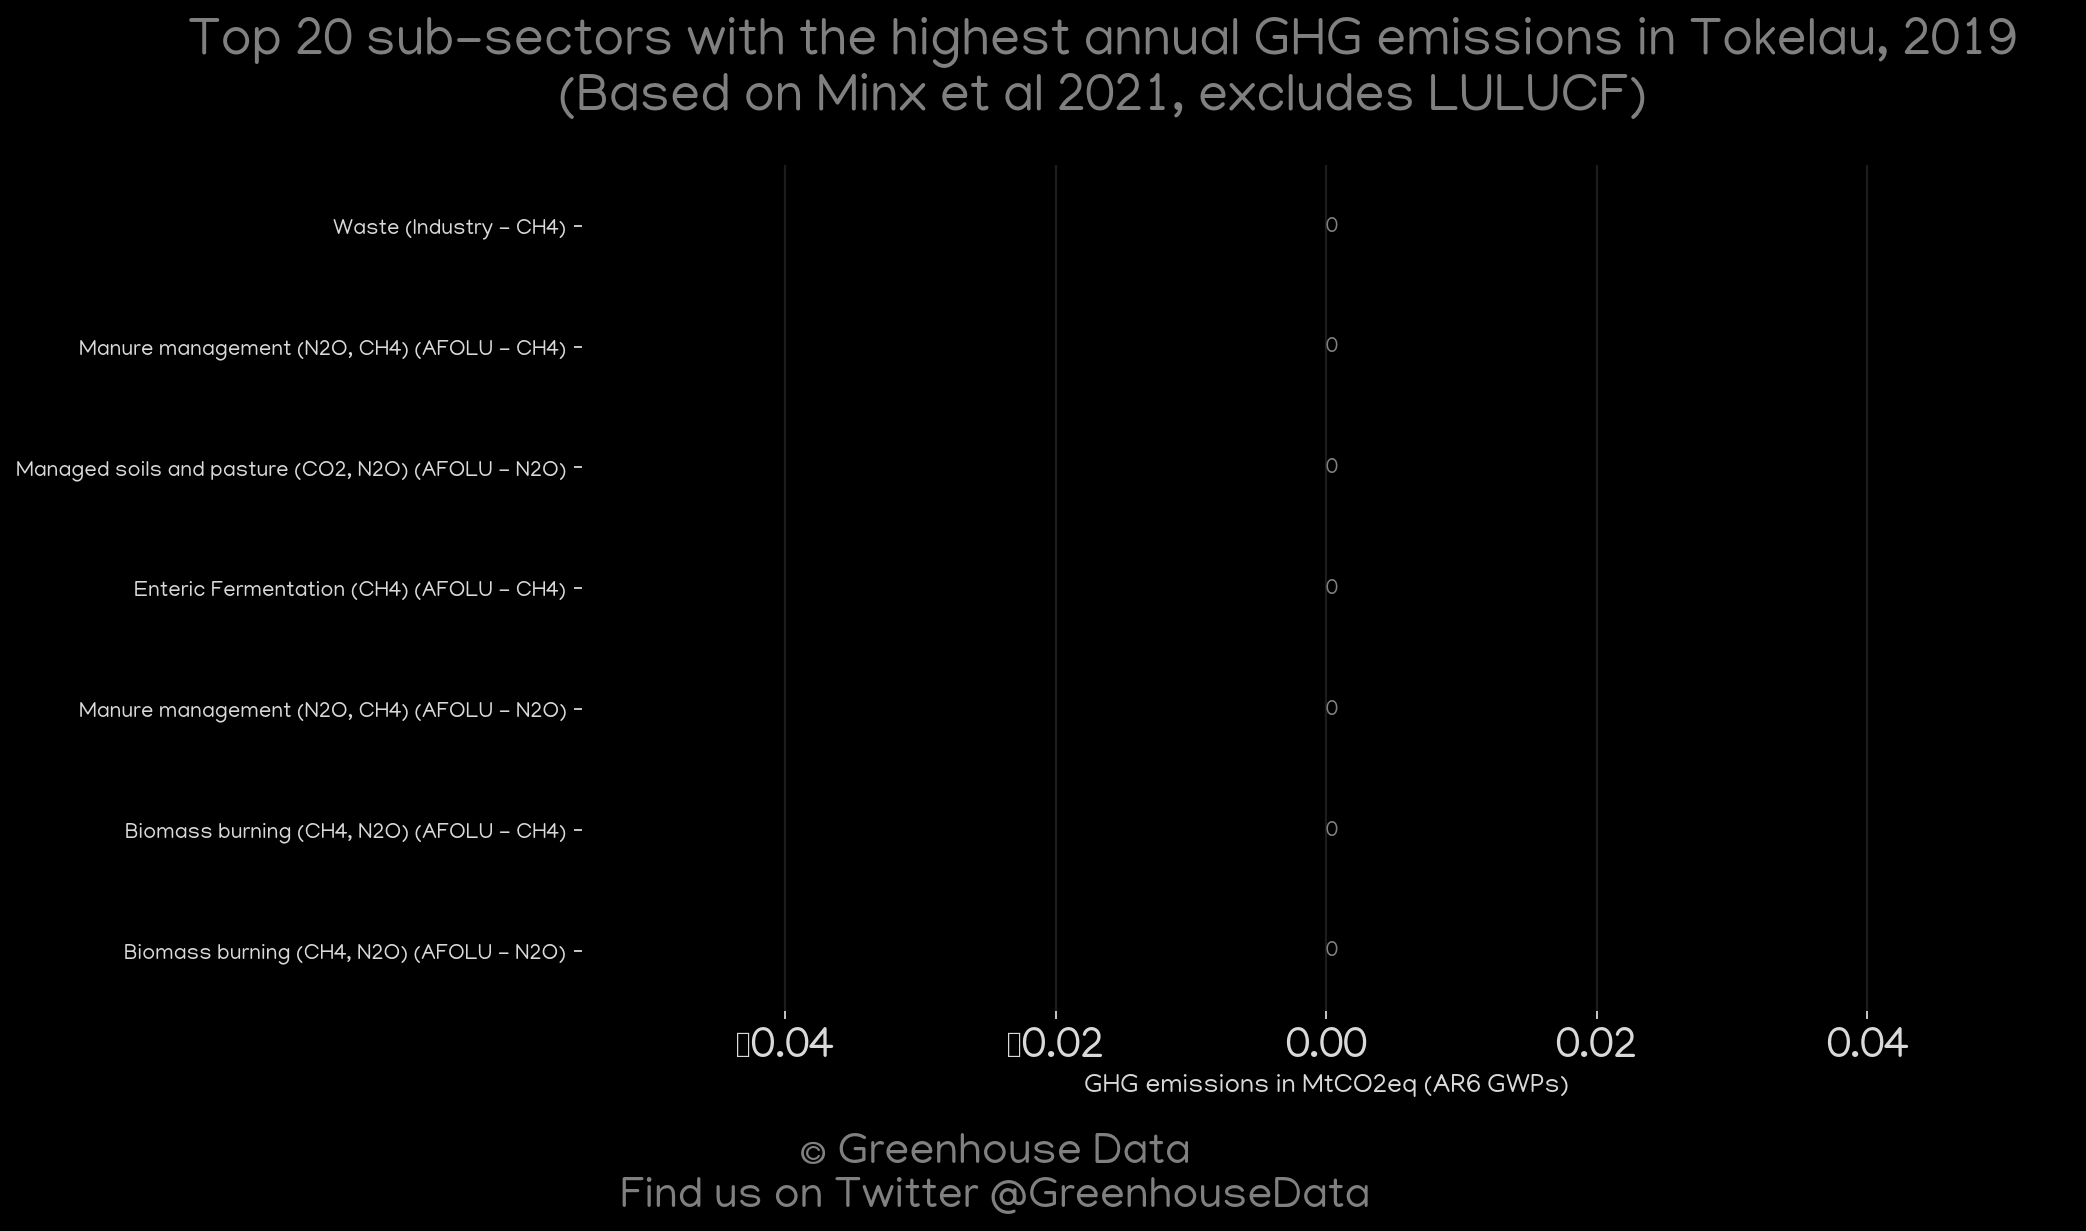 Top 20 sub-sectors with the highest annual GHG emissions in Tokelau, 2019
(Based on Minx et al 2021, excludes LULUCF)
Waste (Industry - CH4)
0
Manure management (N2O, CH4) (AFOLU - CH4)
0
Managed soils and pasture (CO2, N2O) (AFOLU - N2O)
0
Enteric Fermentation (CH4) (AFOLU - CH4)
0
Manure management (N2O, CH4) (AFOLU - N2O)
0
Biomass burning (CH4, N2O) (AFOLU - CH4)
0
Biomass burning (CH4, N2O) (AFOLU - N2O)
0
▯0.04 ▯0.02 0.00 0.02 0.04
GHG emissions in MtCO2eq (AR6 GWPs)
© Greenhouse Data
Find us on Twitter @GreenhouseData